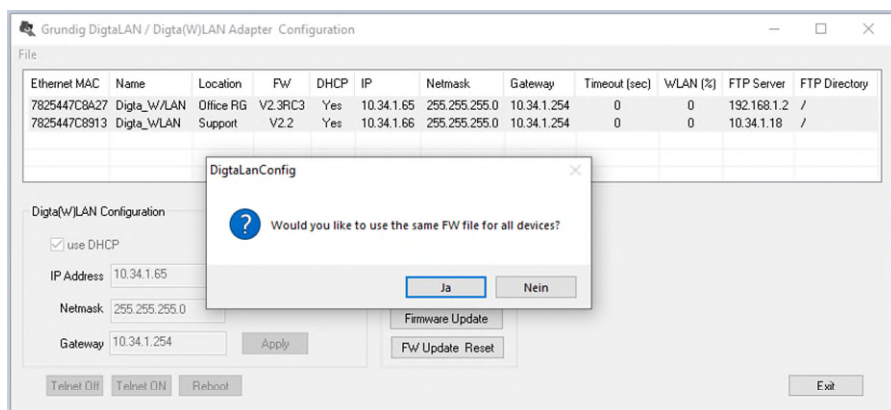 Grundig DigtaLAN / Digta(W)LAN Adapter Configuration
File
Ethernet MAC Name Location FW DHCP IP Netmask Gateway Timeout (sec) WLAN (%) FTP Server FTP Directory
7825447C8A27 Digta_W/LAN Office RG V2.3RC3 Yes 10.34.1.65 255.255.255.0 10.34.1.254 0 0 192.168.1.2 /
7825447C8913 Digta_WLAN Support V2.2 Yes 10.34.1.66 255.255.255.0 10.34.1.254 0 0 10.34.1.18 /
DigtaLanConfig
Would you like to use the same FW file for all devices?
Ja Nein
Digta(W)LAN Configuration
use DHCP
IP Address 10.34.1.65
Netmask 255.255.255.0
Gateway 10.34.1.254 Apply
Firmware Update
FW Update Reset
Telnet Off Telnet ON Reboot Exit